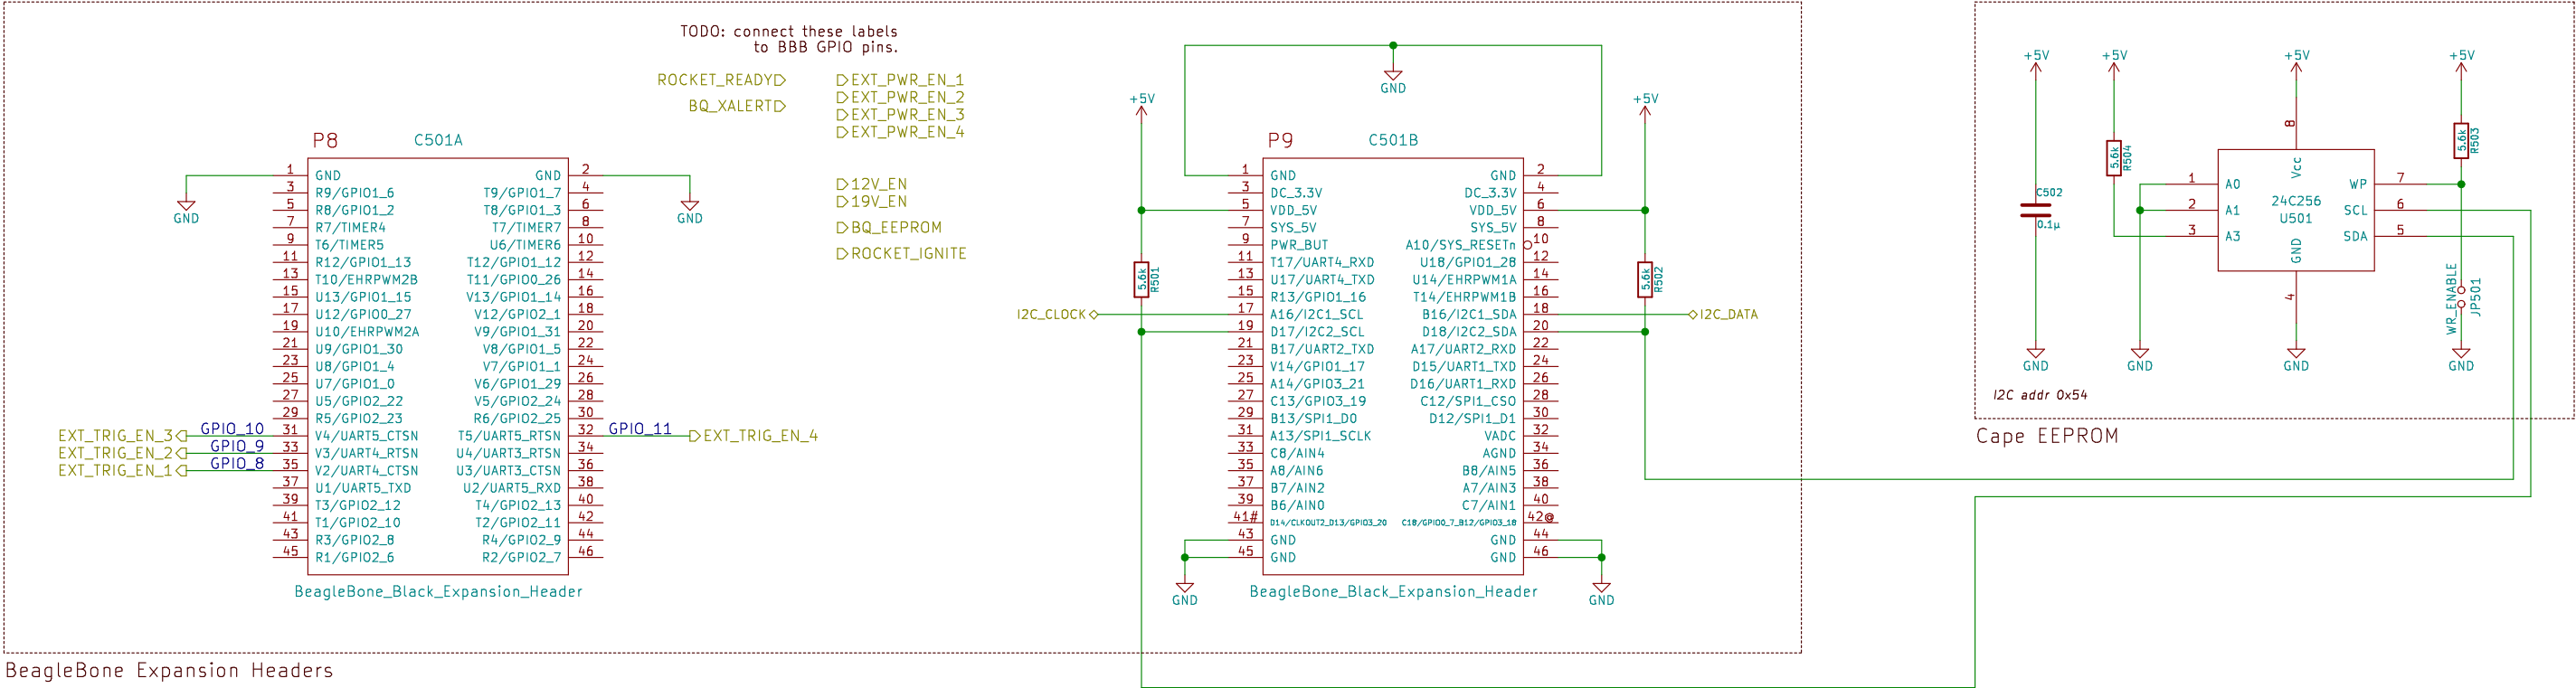 TODO: connect these labels
to BBB GPIO pins.
ROCKET_READY
BQ_XALERT
EXT_PWR_EN_1
EXT_PWR_EN_2
EXT_PWR_EN_3
EXT_PWR_EN_4
12V_EN
19V_EN
BQ_EEPROM
ROCKET_IGNITE
P8 C501A
1 GND GND 2
3 R9/GPIO1_6 T9/GPIO1_7 4
5 R8/GPIO1_2 T8/GPIO1_3 6
7 R7/TIMER4 T7/TIMER7 8
9 T6/TIMER5 U6/TIMER6 10
11 R12/GPIO1_13 T12/GPIO1_12 12
13 T10/EHRPWM2B T11/GPIO0_26 14
15 U13/GPIO1_15 V13/GPIO1_14 16
17 U12/GPIO0_27 V12/GPIO2_1 18
19 U10/EHRPWM2A V9/GPIO1_31 20
21 U9/GPIO1_30 V8/GPIO1_5 22
23 U8/GPIO1_4 V7/GPIO1_1 24
25 U7/GPIO1_0 V6/GPIO1_29 26
27 U5/GPIO2_22 V5/GPIO2_24 28
29 R5/GPIO2_23 R6/GPIO2_25 30
EXT_TRIG_EN_3 GPIO_10 31 V4/UART5_CTSN T5/UART5_RTSN 32 GPIO_11 EXT_TRIG_EN_4
EXT_TRIG_EN_2 GPIO_9 33 V3/UART4_RTSN U4/UART3_RTSN 34
EXT_TRIG_EN_1 GPIO_8 35 V2/UART4_CTSN U3/UART3_CTSN 36
37 U1/UART5_TXD U2/UART5_RXD 38
39 T3/GPIO2_12 T4/GPIO2_13 40
41 T1/GPIO2_10 T2/GPIO2_11 42
43 R3/GPIO2_8 R4/GPIO2_9 44
45 R1/GPIO2_6 R2/GPIO2_7 46
GND
GND
BeagleBone_Black_Expansion_Header
GND
+5V
+5V
P9 C501B
1 GND GND 2
3 DC_3.3V DC_3.3V 4
5 VDD_5V VDD_5V 6
7 SYS_5V SYS_5V 8
9 PWR_BUT A10/SYS_RESETn 10
11 T17/UART4_RXD U18/GPIO1_28 12
13 U17/UART4_TXD U14/EHRPWM1A 14
15 R13/GPIO1_16 T14/EHRPWM1B 16
I2C_CLOCK 17 A16/I2C1_SCL B16/I2C1_SDA 18 I2C_DATA
19 D17/I2C2_SCL D18/I2C2_SDA 20
21 B17/UART2_TXD A17/UART2_RXD 22
23 V14/GPIO1_17 D15/UART1_TXD 24
25 A14/GPIO3_21 D16/UART1_RXD 26
27 C13/GPIO3_19 C12/SPI1_CSO 28
29 B13/SPI1_D0 D12/SPI1_D1 30
31 A13/SPI1_SCLK VADC 32
33 C8/AIN4 AGND 34
35 A8/AIN6 B8/AIN5 36
37 B7/AIN2 A7/AIN3 38
39 B6/AIN0 C7/AIN1 40
41# D14/CLKOUT2_D13/GPIO3_20 C18/GPIO0_7_B12/GPIO3_18 42@
43 GND GND 44
45 GND GND 46
5.6k R501
5.6k R502
GND
GND
BeagleBone_Black_Expansion_Header
BeagleBone Expansion Headers
+5V
+5V
+5V
+5V
C502
0.1µ
5.6k R504
5.6k R503
8 Vcc
1 A0 WP 7
2 A1 SCL 6
3 A3 SDA 5
24C256
U501
GND 4
WR_ENABLE
JP501
GND
GND
GND
GND
I2C addr 0x54
Cape EEPROM